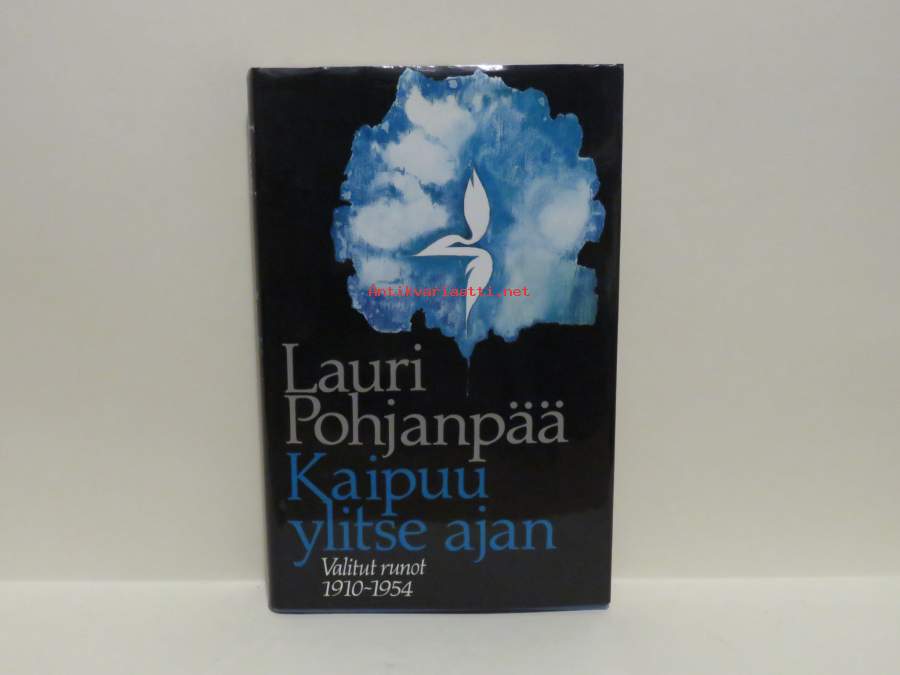 Antikvariaatti.net
Lauri
Pohjanpää
Kaipuu
ylitse ajan
Valitut runot
1910-1954